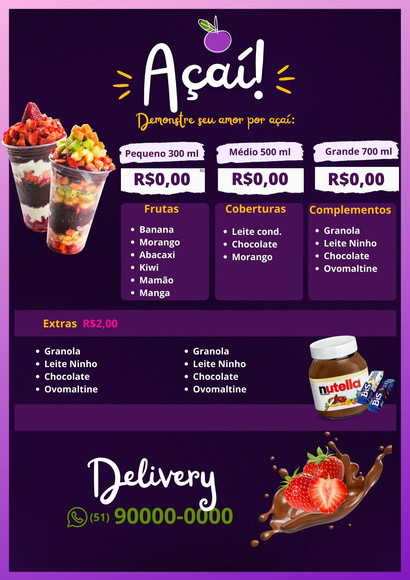 Açaí!
Demonstre seu amor por açaí:
Pequeno 300 ml
Médio 500 ml
Grande 700 ml
R$0,00
R$0,00
R$0,00
Frutas
• Banana
• Morango
• Abacaxi
• Kiwi
• Mamão
• Manga
Coberturas
• Leite cond.
• Chocolate
• Morango
Complementos
• Granola
• Leite Ninho
• Chocolate
• Ovomaltine
Extras R$2,00
• Granola
• Leite Ninho
• Chocolate
• Ovomaltine
• Granola
• Leite Ninho
• Chocolate
• Ovomaltine
nutella
BIS
BIS
Delivery
(51) 90000-0000